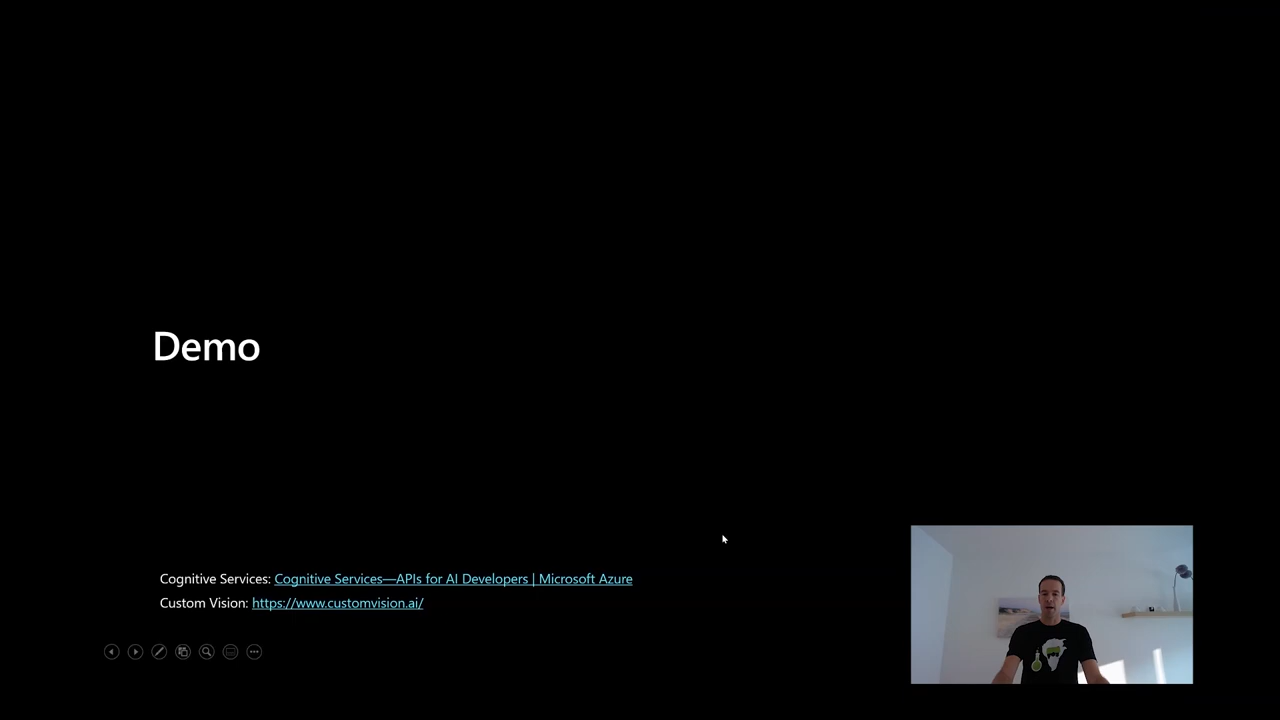 Demo
Cognitive Services: Cognitive Services—APIs for AI Developers | Microsoft Azure
Custom Vision: https://www.customvision.ai/